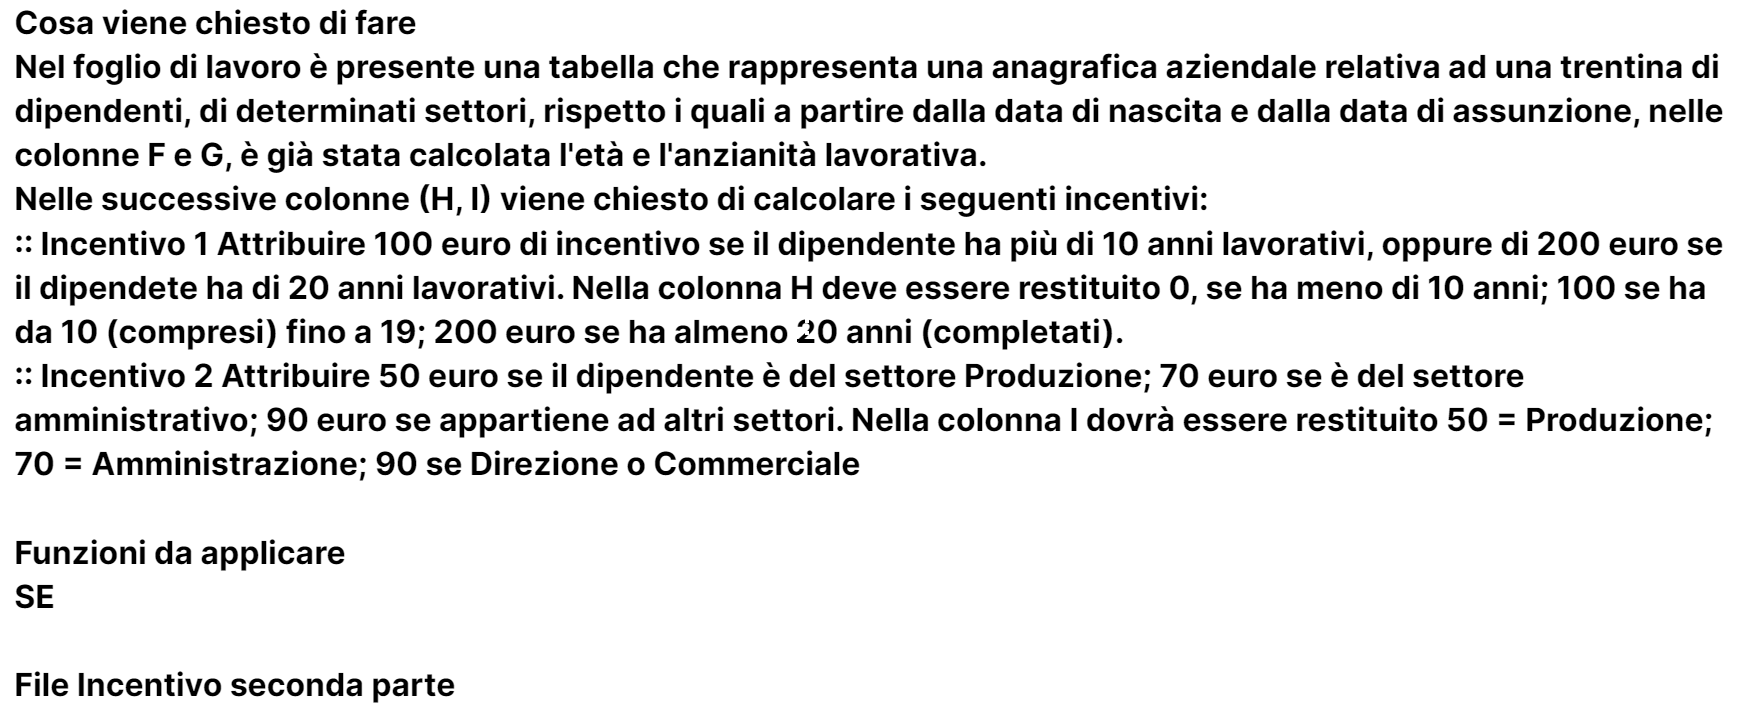 Cosa viene chiesto di fare
Nel foglio di lavoro è presente una tabella che rappresenta una anagrafica aziendale relativa ad una trentina di
dipendenti, di determinati settori, rispetto i quali a partire dalla data di nascita e dalla data di assunzione, nelle
colonne F e G, è già stata calcolata l'età e l'anzianità lavorativa.
Nelle successive colonne (H, I) viene chiesto di calcolare i seguenti incentivi:
:: Incentivo 1 Attribuire 100 euro di incentivo se il dipendente ha più di 10 anni lavorativi, oppure di 200 euro se
il dipendete ha di 20 anni lavorativi. Nella colonna H deve essere restituito 0, se ha meno di 10 anni; 100 se ha
da 10 (compresi) fino a 19; 200 euro se ha almeno 20 anni (completati).
:: Incentivo 2 Attribuire 50 euro se il dipendente è del settore Produzione; 70 euro se è del settore
amministrativo; 90 euro se appartiene ad altri settori. Nella colonna I dovrà essere restituito 50 = Produzione;
70 = Amministrazione; 90 se Direzione o Commerciale
Funzioni da applicare
SE
File Incentivo seconda parte